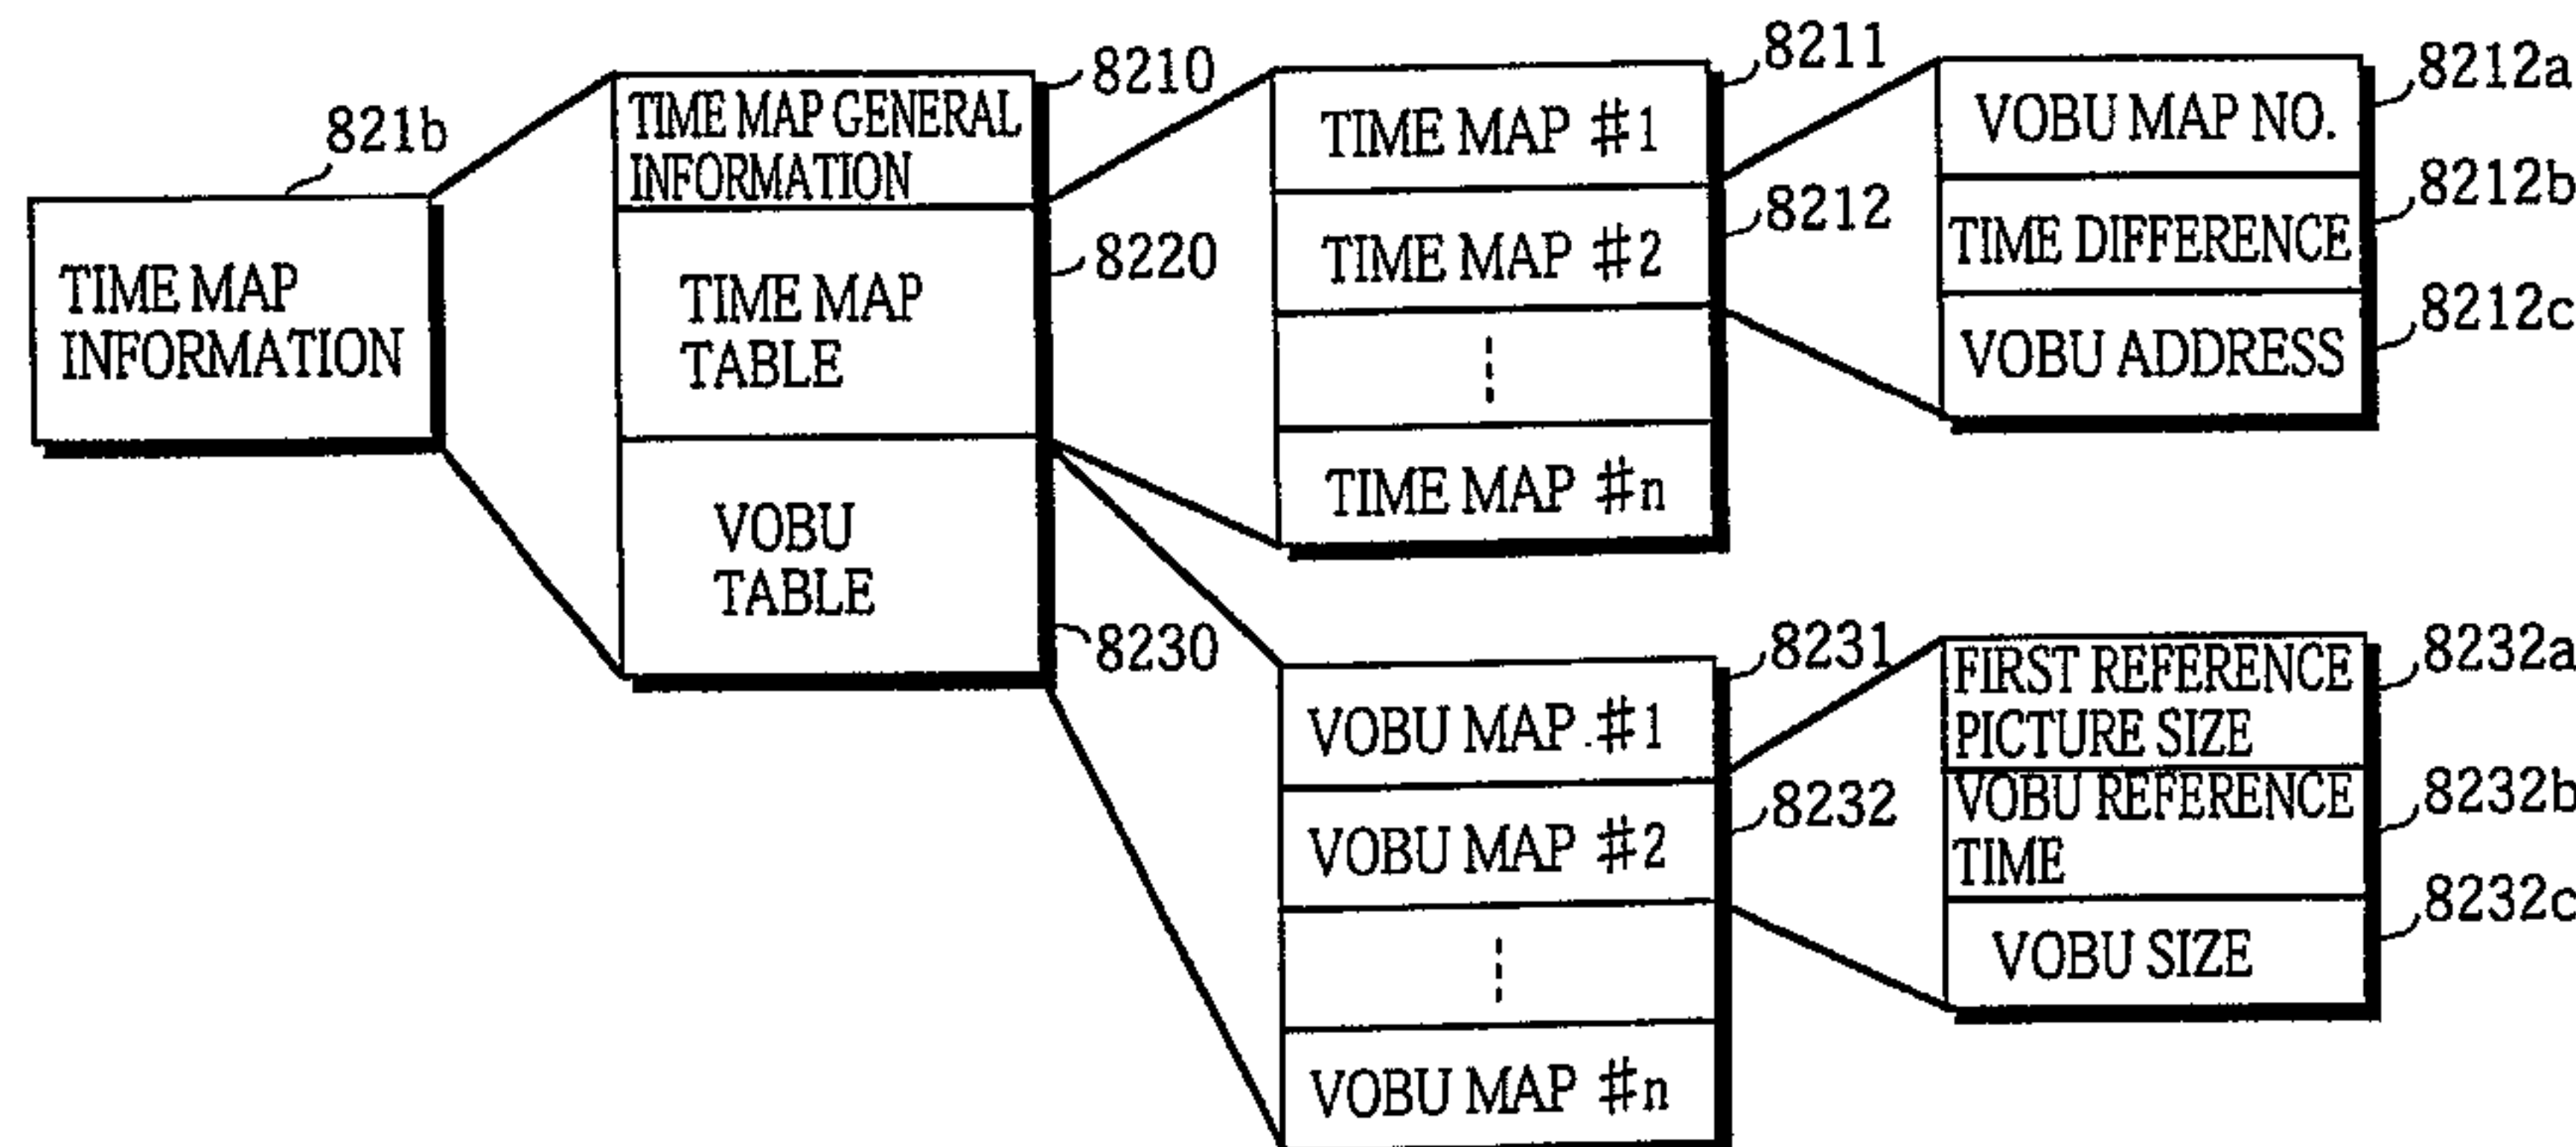 821b
TIME MAP
INFORMATION
8210
TIME MAP GENERAL
INFORMATION
8220
TIME MAP
TABLE
8230
VOBU
TABLE
8211
TIME MAP #1
8212
TIME MAP #2
TIME MAP #n
8212a
VOBU MAP NO.
8212b
TIME DIFFERENCE
8212c
VOBU ADDRESS
8231
VOBU MAP #1
8232
VOBU MAP #2
VOBU MAP #n
8232a
FIRST REFERENCE
PICTURE SIZE
8232b
VOBU REFERENCE
TIME
8232c
VOBU SIZE